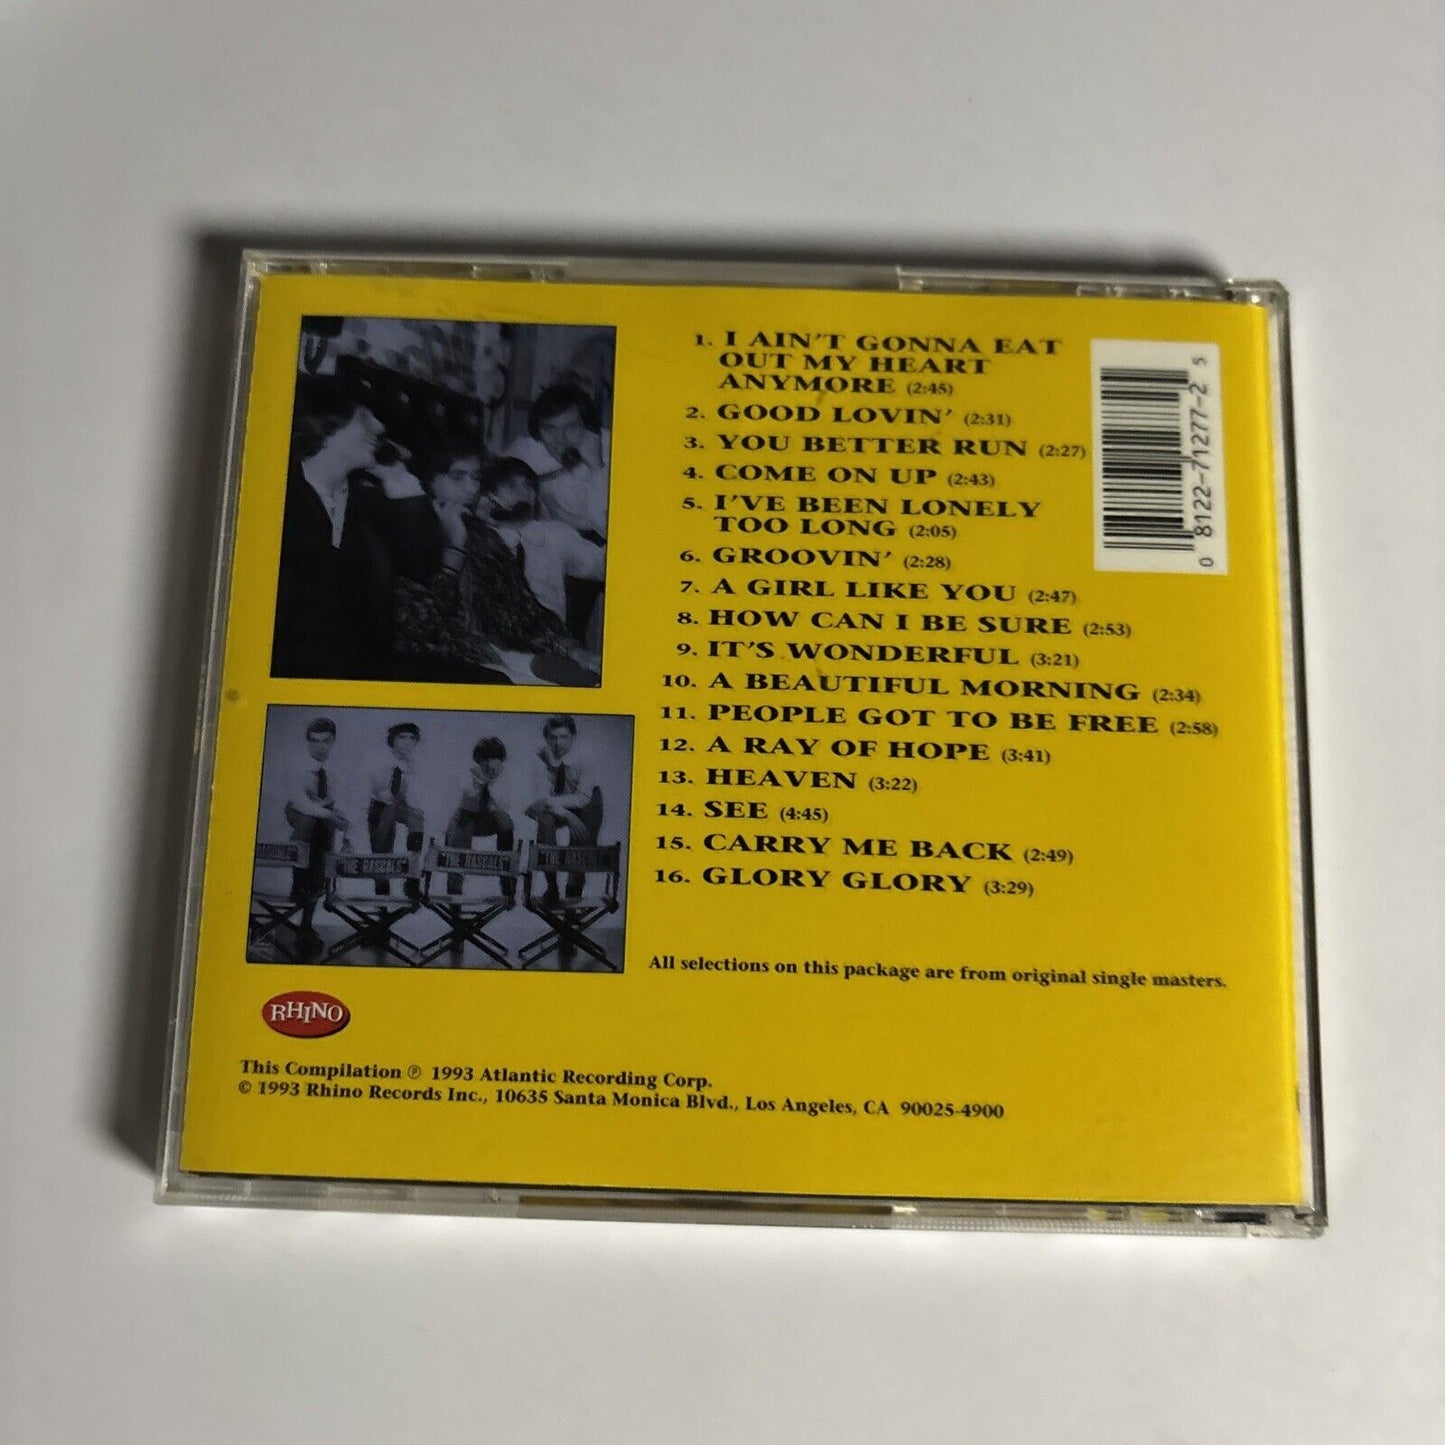 1. I AIN'T GONNA EAT
OUT MY HEART
ANYMORE (2:45)
2. GOOD LOVIN' (2:31)
3. YOU BETTER RUN (2:27)
4. COME ON UP (2:43)
5. I'VE BEEN LONELY
TOO LONG (2:05)
6. GROOVIN' (2:28)
7. A GIRL LIKE YOU (2:47)
8. HOW CAN I BE SURE (2:53)
9. IT'S WONDERFUL (3:21)
10. A BEAUTIFUL MORNING (2:34)
11. PEOPLE GOT TO BE FREE (2:58)
12. A RAY OF HOPE (3:41)
13. HEAVEN (3:22)
14. SEE (4:45)
15. CARRY ME BACK (2:49)
16. GLORY GLORY (3:29)
0 8122-71277-2 5
RASCALS" "THE RASCALS" "THE RASCALS" "THE RASCALS"
All selections on this package are from original single masters.
RHINO
This Compilation ℗ 1993 Atlantic Recording Corp.
© 1993 Rhino Records Inc., 10635 Santa Monica Blvd., Los Angeles, CA 90025-4900